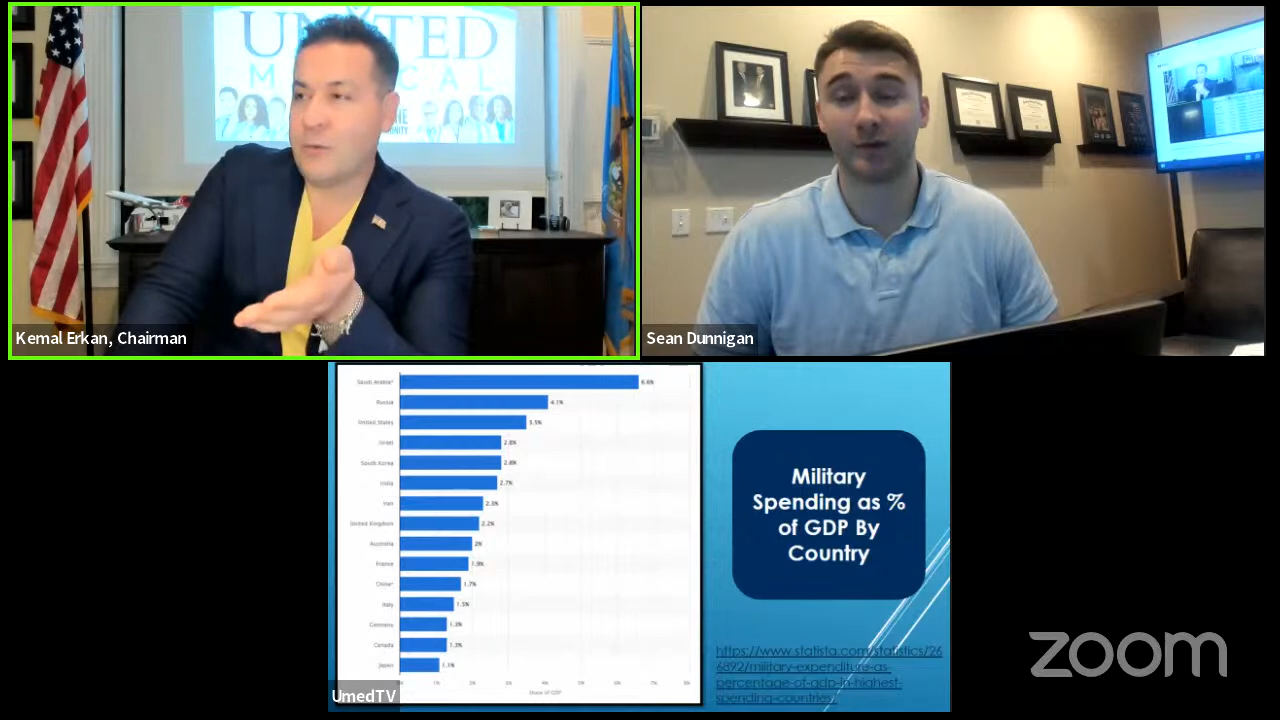 UNITED
Kemal Erkan, Chairman
Sean Dunnigan
Saudi Arabia* 6.6%
Russia 4.1%
United States 3.5%
Israel 2.8%
South Korea 2.8%
India 2.7%
Iran 2.3%
United Kingdom 2.2%
Australia 2%
France 1.9%
China* 1.7%
Italy 1.5%
Germany 1.3%
Canada 1.3%
Japan 1.1%
Share of GDP
Military
Spending as %
of GDP By
Country
https://www.statista.com/statistics/26
6892/military-expenditure-as-
percentage-of-gdp-in-highest-
spending-countries/
UmedTV
zoom